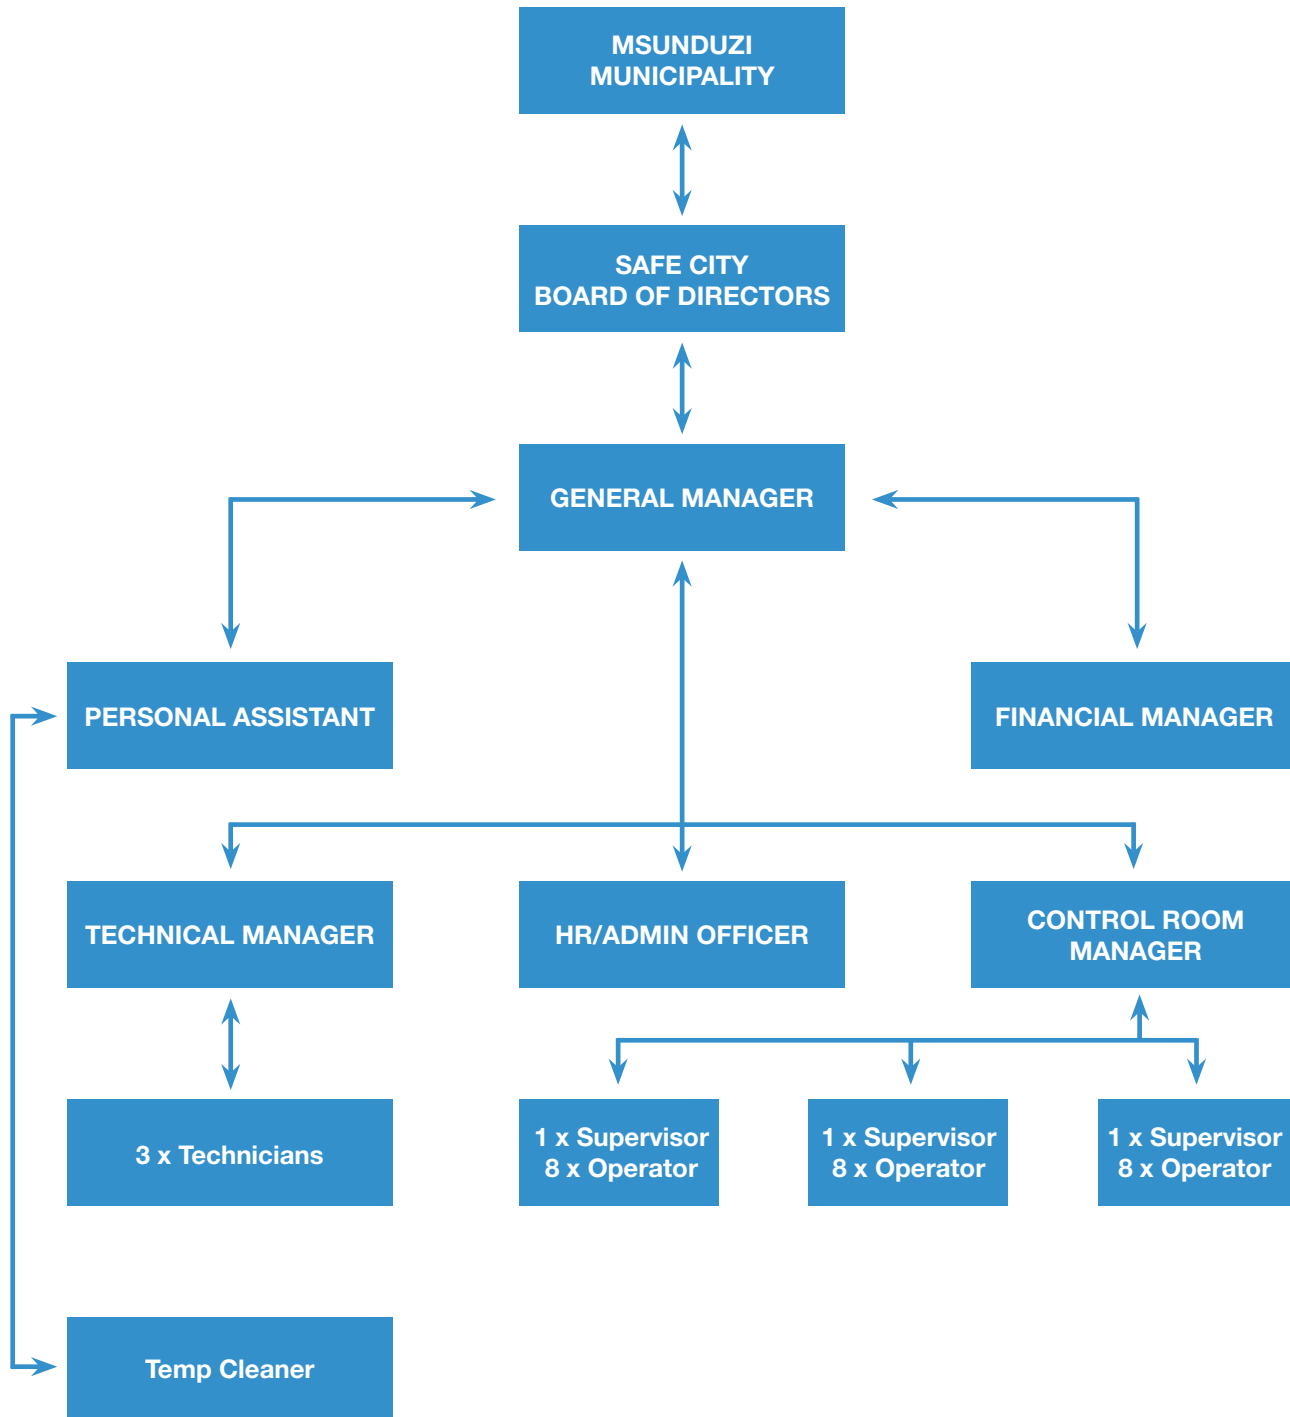 MSUNDUZI
MUNICIPALITY
SAFE CITY
BOARD OF DIRECTORS
GENERAL MANAGER
PERSONAL ASSISTANT
FINANCIAL MANAGER
TECHNICAL MANAGER
HR/ADMIN OFFICER
CONTROL ROOM
MANAGER
3 x Technicians
1 x Supervisor
8 x Operator
1 x Supervisor
8 x Operator
1 x Supervisor
8 x Operator
Temp Cleaner